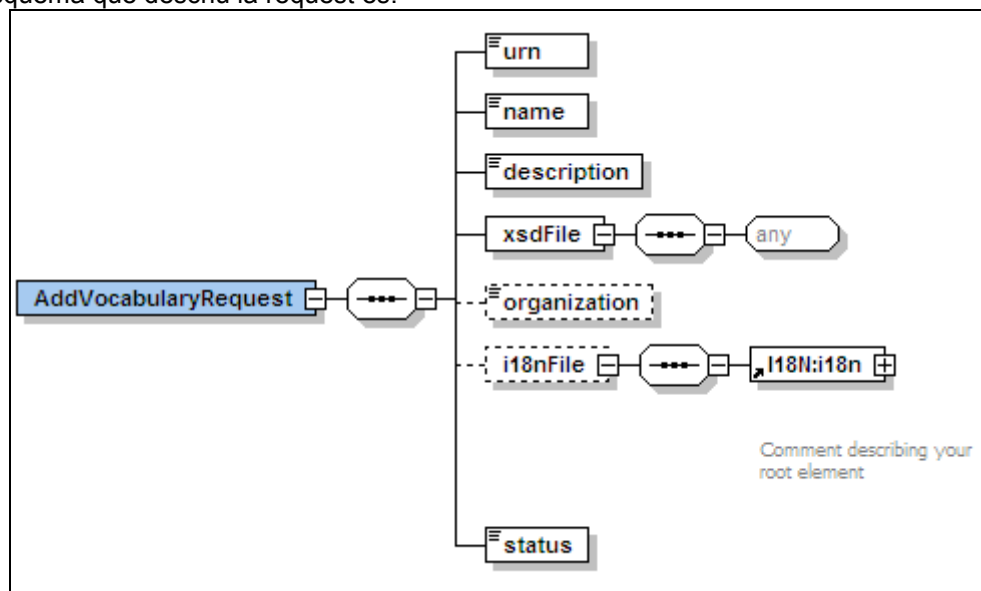 urn
name
description
xsdFile
any
AddVocabularyRequest
organization
i18nFile
I18N:i18n
Comment describing your
root element
status